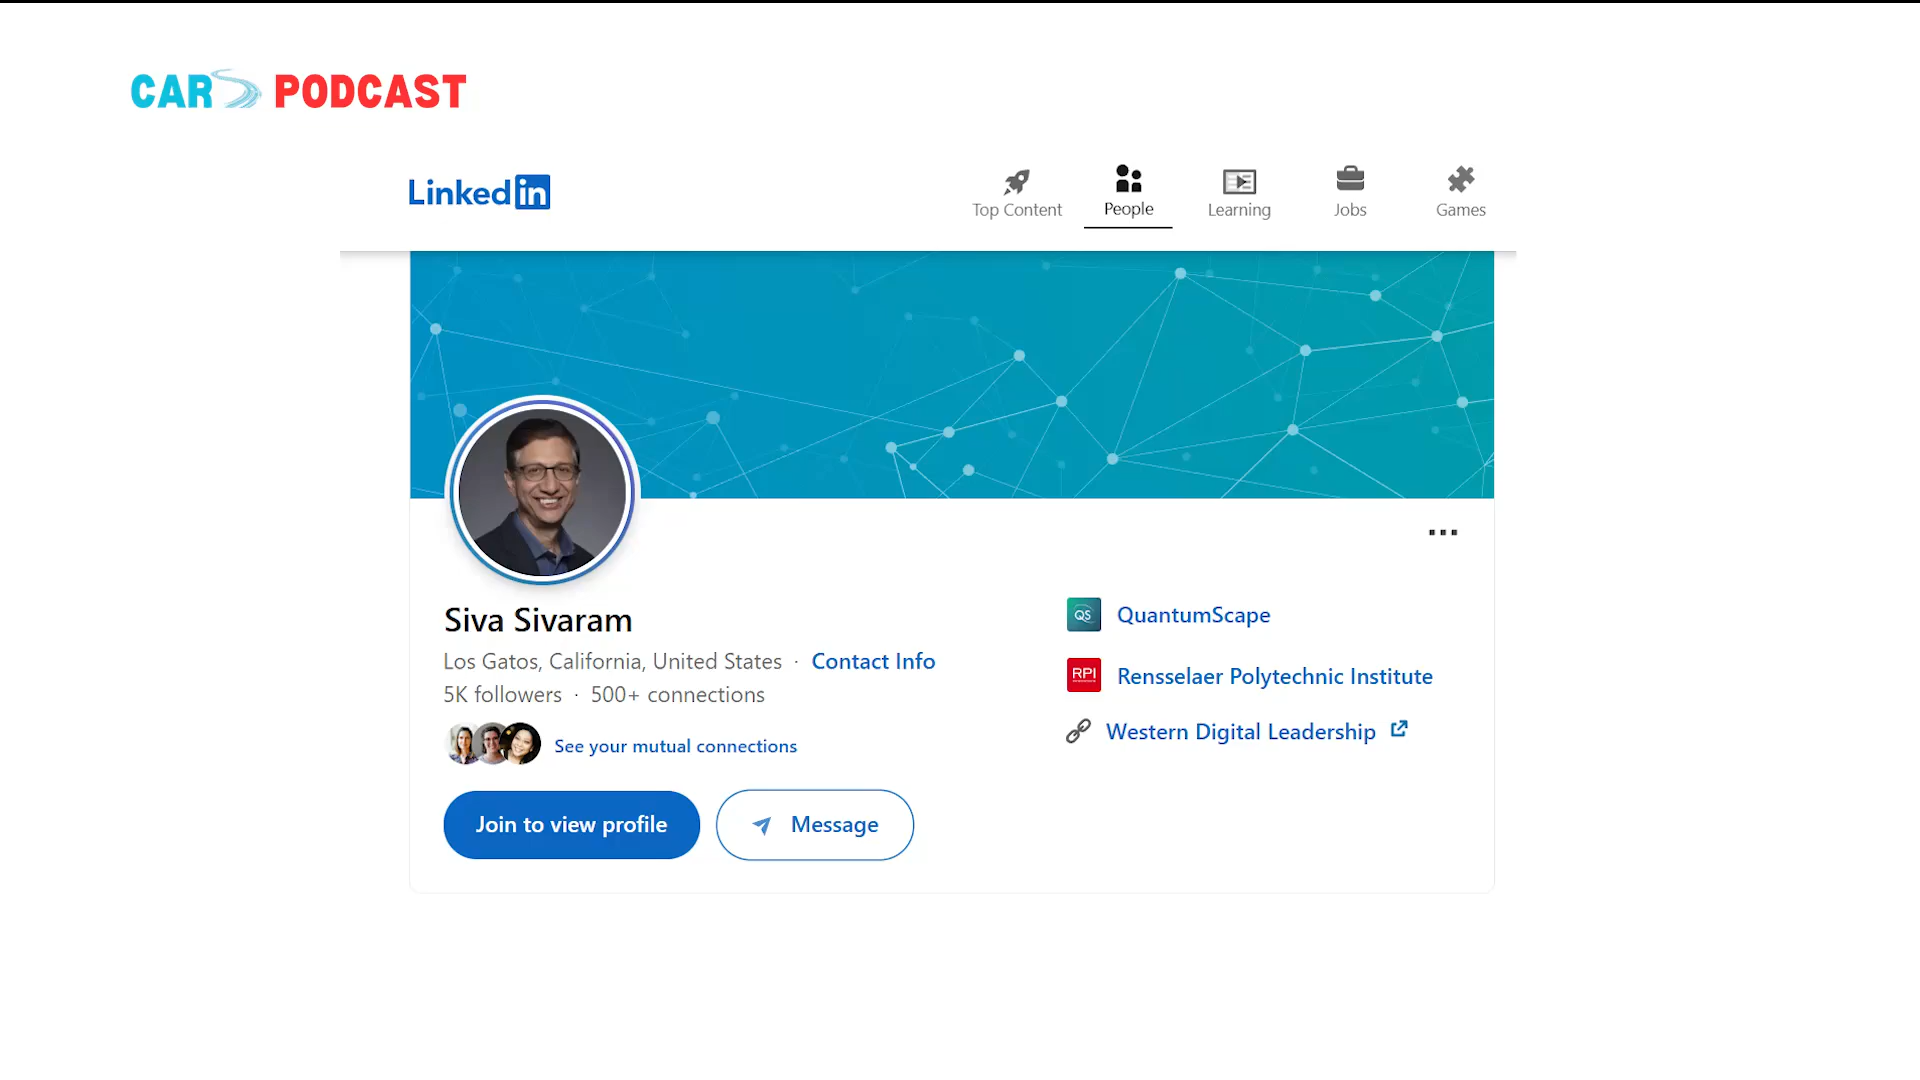 CARS PODCAST
LinkedIn
Top Content
People
Learning
Jobs
Games
Siva Sivaram
Los Gatos, California, United States · Contact Info
5K followers · 500+ connections
See your mutual connections
Join to view profile
Message
QS QuantumScape
RPI Rensselaer Polytechnic Institute
Western Digital Leadership